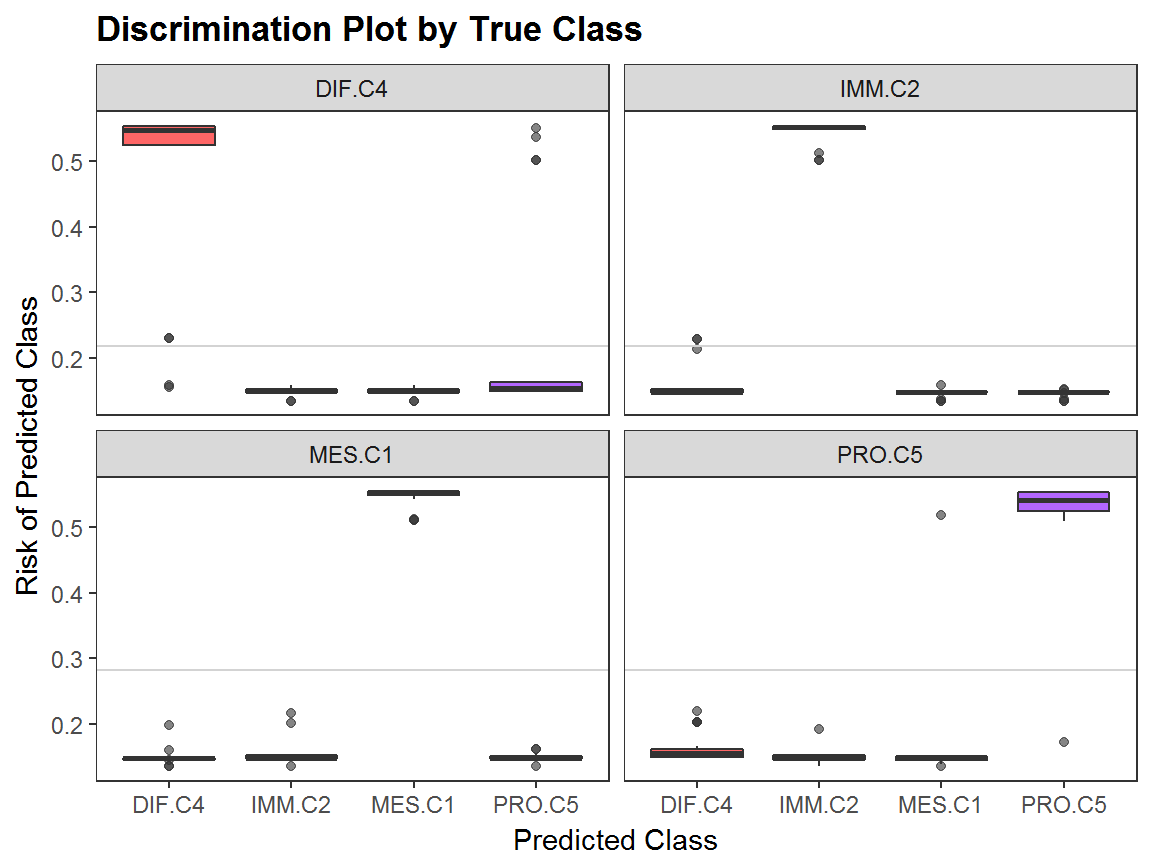 Discrimination Plot by True Class
DIF.C4
IMM.C2
0.5
0.4
0.3
0.2
MES.C1
PRO.C5
0.5
0.4
0.3
0.2
Risk of Predicted Class
DIF.C4 IMM.C2 MES.C1 PRO.C5
DIF.C4 IMM.C2 MES.C1 PRO.C5
Predicted Class